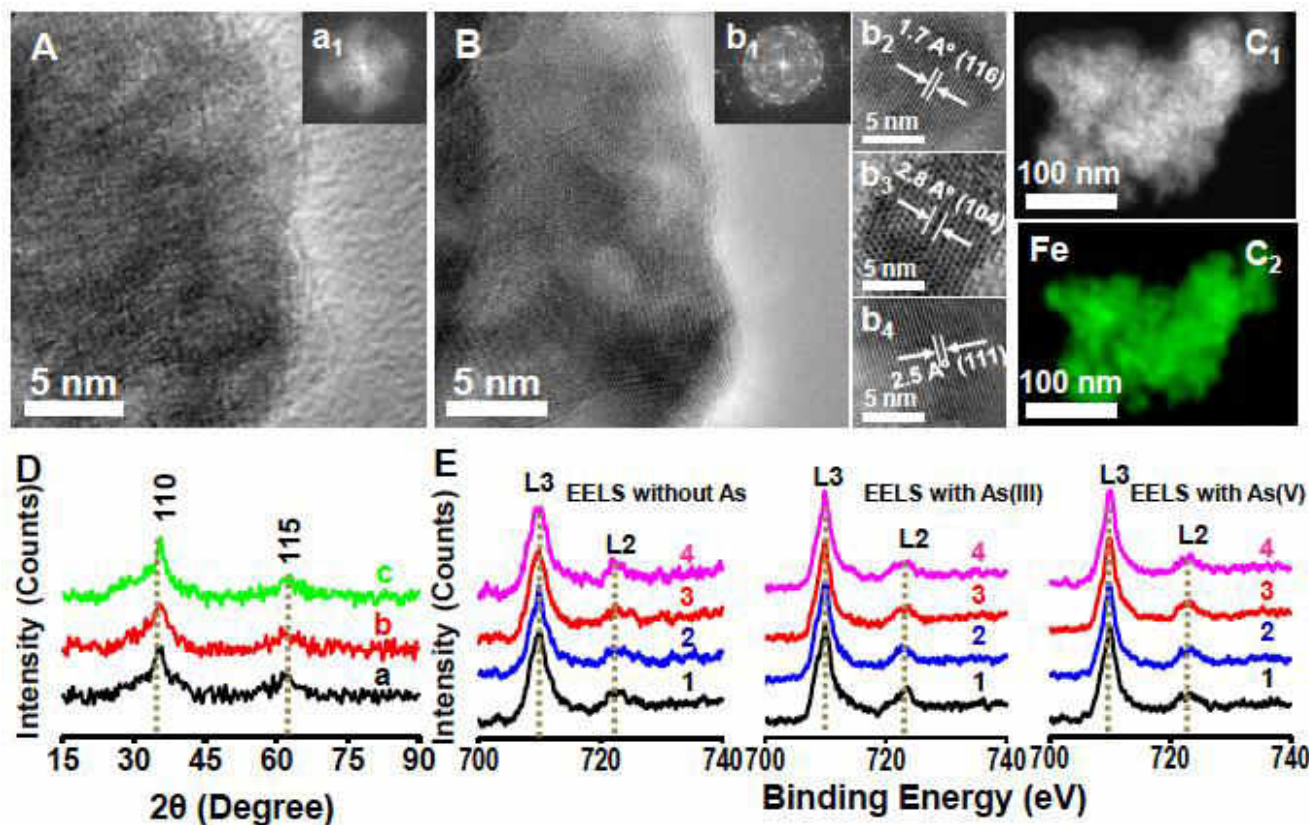 A
a1
5 nm
B
b1
5 nm
b2
1.7 A° (116)
5 nm
b3
2.8 A° (104)
5 nm
b4
2.5 A° (111)
5 nm
C1
100 nm
Fe
C2
100 nm
D
Intensity (Counts)
110
115
c
b
a
15 30 45 60 75 90
2θ (Degree)
E
Intensity (Counts)
L3
EELS without As
L2
4
3
2
1
700 720 740
L3
EELS with As(III)
L2
4
3
2
1
700 720 740
L3
EELS with As(V)
L2
4
3
2
1
700 720 740
Binding Energy (eV)